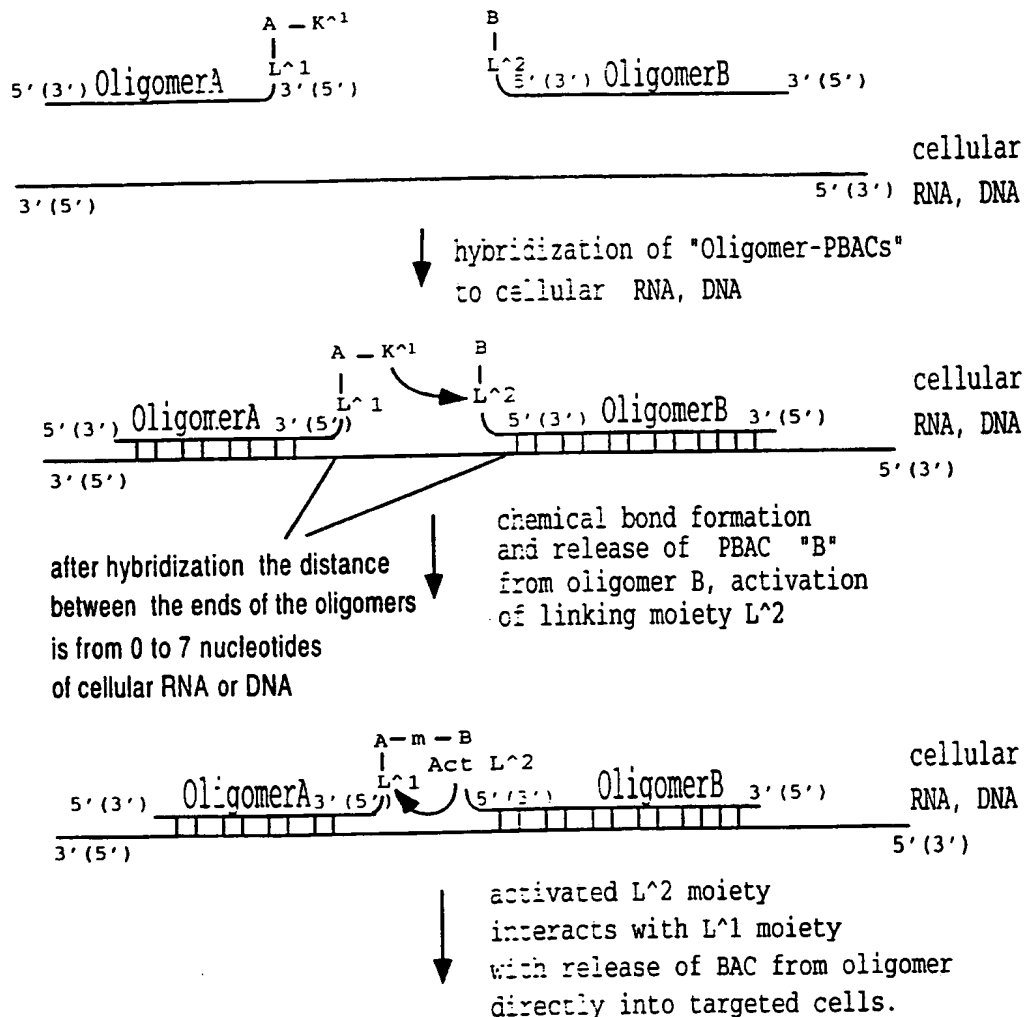 A – K^1
B
L^1
L^2
5'(3') OligomerA 3'(5')
5'(3') OligomerB 3'(5')
cellular
RNA, DNA
3'(5')
5'(3')
hybridization of "Oligomer-PBACs"
to cellular RNA, DNA
A – K^1
B
L^1
L^2
5'(3') OligomerA 3'(5')
5'(3') OligomerB 3'(5')
cellular
RNA, DNA
3'(5')
5'(3')
after hybridization the distance
between the ends of the oligomers
is from 0 to 7 nucleotides
of cellular RNA or DNA
chemical bond formation
and release of PBAC "B"
from oligomer B, activation
of linking moiety L^2
A – m – B
L^1
Act L^2
5'(3') OligomerA 3'(5')
5'(3') OligomerB 3'(5')
cellular
RNA, DNA
3'(5')
5'(3')
activated L^2 moiety
interacts with L^1 moiety
with release of BAC from oligomer
directly into targeted cells.